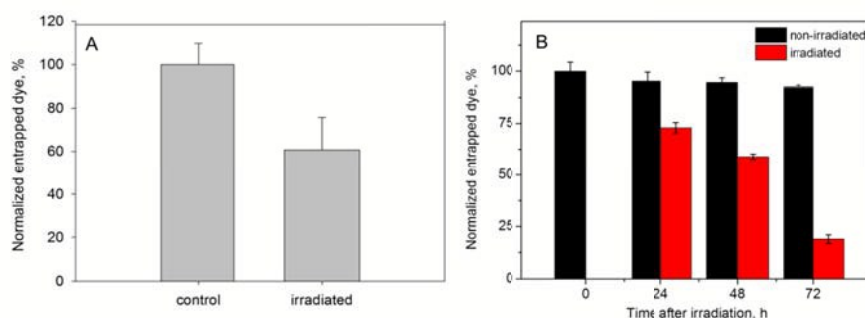 A
Normalized entrapped dye, %
120
100
80
60
40
20
0
control irradiated
B
non-irradiated
irradiated
Normalized entrapped dye, %
100
75
50
25
0
0 24 48 72
Time after irradiation, h